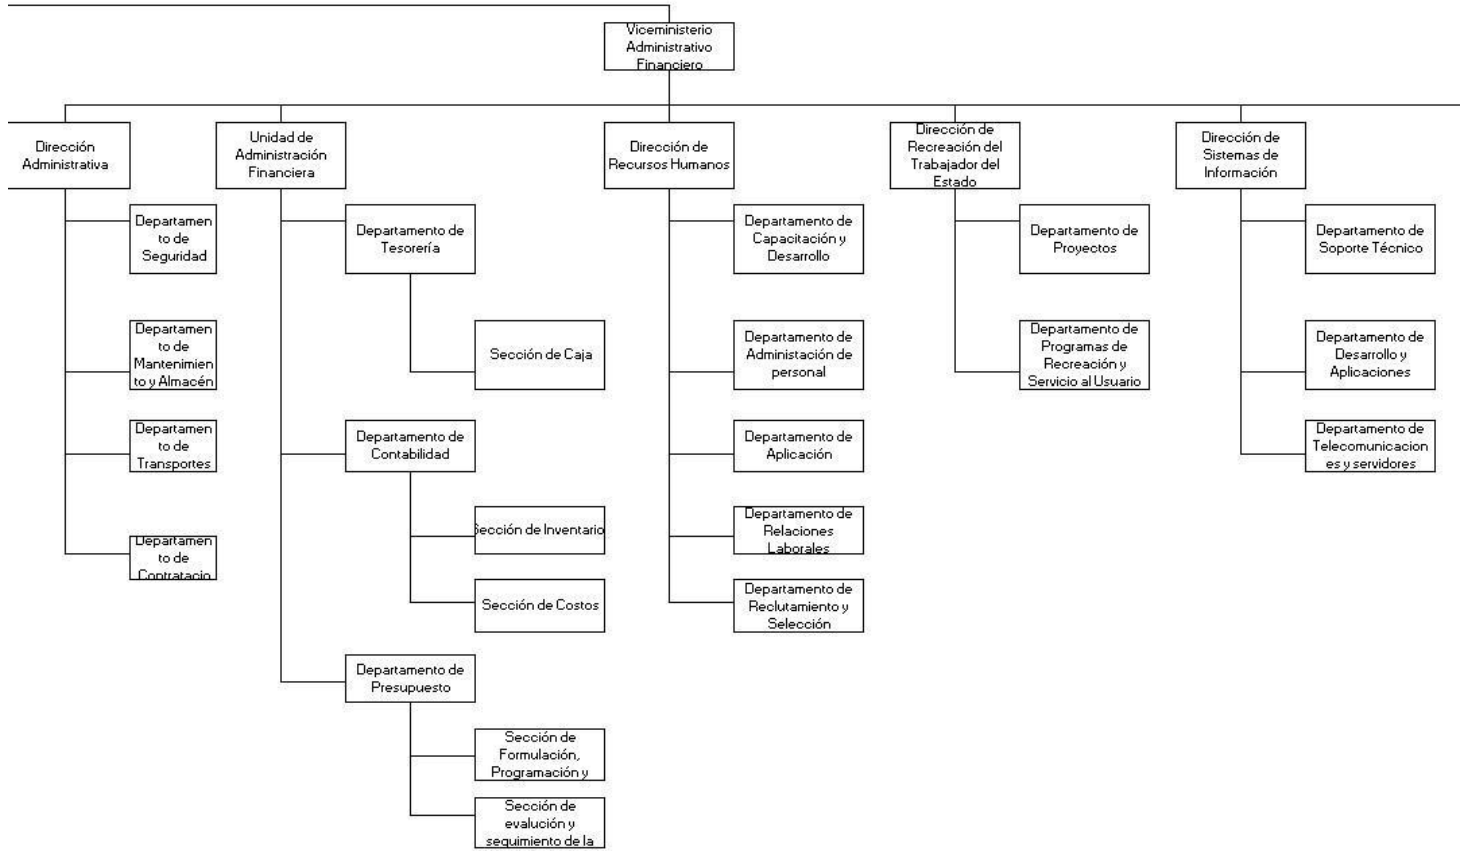 Viceministerio
Administrativo
Financiero
Dirección
Administrativa
Unidad de
Administración
Financiera
Dirección de
Recursos Humanos
Dirección de
Recreación del
Trabajador del
Estado
Dirección de
Sistemas de
Información
Departamen
to de
Seguridad
Departamen
to de
Mantenimien
to y Almacén
Departamen
to de
Transportes
Departamen
to de
Contratacio
Departamento de
Tesorería
Sección de Caja
Departamento de
Contabilidad
Sección de Inventario
Sección de Costos
Departamento de
Presupuesto
Sección de
Formulación,
Programación y
Sección de
evalución y
seguimiento de la
Departamento de
Capacitación y
Desarrollo
Departamento de
Administación de
personal
Departamento de
Aplicación
Departamento de
Relaciones
Laborales
Departamento de
Reclutamiento y
Selección
Departamento de
Proyectos
Departamento de
Programas de
Recreación y
Servicio al Usuario
Departamento de
Soporte Técnico
Departamento de
Desarrollo y
Aplicaciones
Departamento de
Telecomunicacion
es y servidores